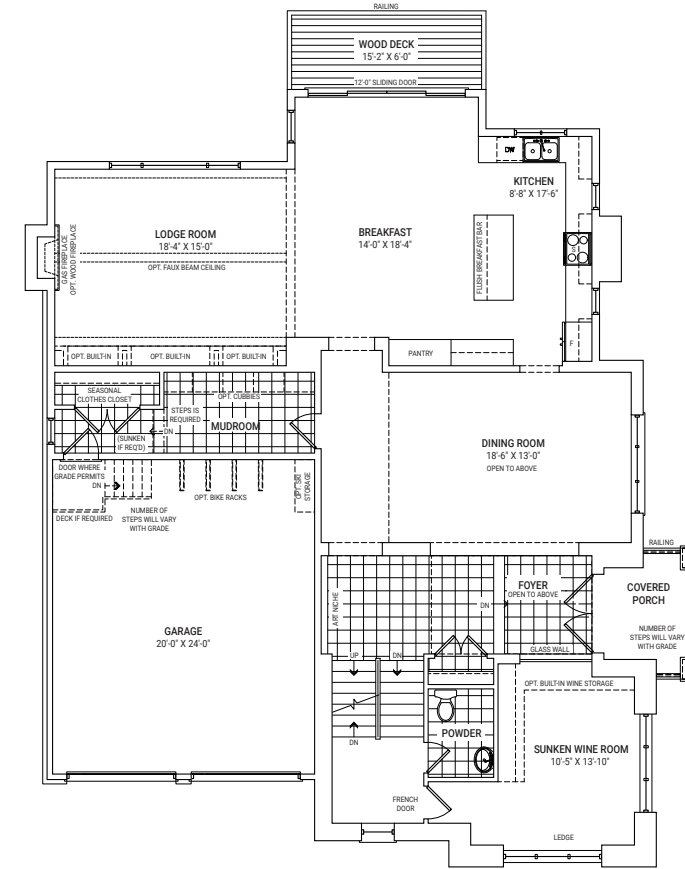 RAILING
WOOD DECK
15'-2" X 6'-0"
12'-0" SLIDING DOOR
DW
KITCHEN
8'-8" X 17'-6"
LODGE ROOM
18'-4" X 15'-0"
OPT. FAUX BEAM CEILING
GAS FIREPLACE
OPT. WOOD FIREPLACE
BREAKFAST
14'-0" X 18'-4"
FLUSH BREAKFAST BAR
F
PANTRY
OPT. BUILT-IN
OPT. BUILT-IN
OPT. BUILT-IN
SEASONAL
CLOTHES CLOSET
OPT. CUBBIES
STEPS IS
REQUIRED
MUDROOM
DN
(SUNKEN
IF REQ'D)
DINING ROOM
18'-6" X 13'-0"
OPEN TO ABOVE
DOOR WHERE
GRADE PERMITS
DN
OPT. BIKE RACKS
OPT. SKI
STORAGE
DECK IF REQUIRED
NUMBER OF
STEPS WILL VARY
WITH GRADE
RAILING
FOYER
OPEN TO ABOVE
DN
COVERED
PORCH
NUMBER OF
STEPS WILL VARY
WITH GRADE
ART NICHE
GARAGE
20'-0" X 24'-0"
GLASS WALL
UP
DN
DN
OPT. BUILT-IN WINE STORAGE
POWDER
SUNKEN WINE ROOM
10'-5" X 13'-10"
FRENCH
DOOR
LEDGE